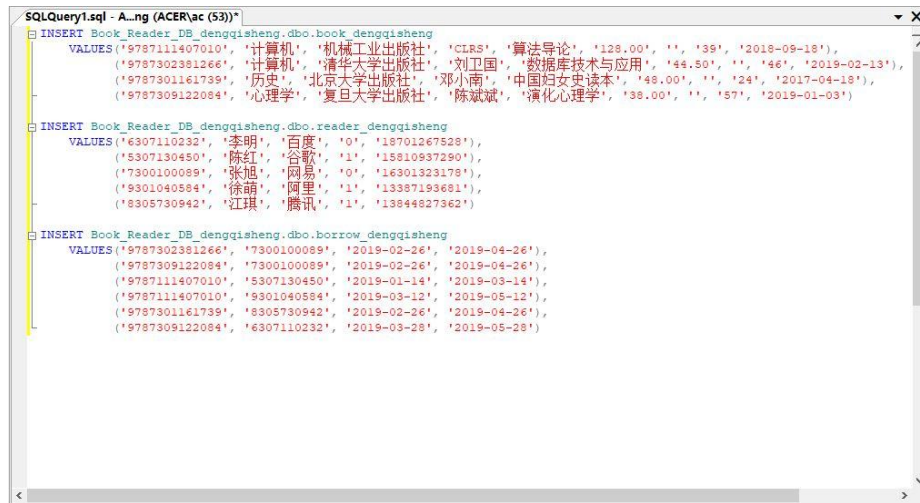 SQLQuery1.sql - A...ng (ACER\ac (53))*
INSERT Book_Reader_DB_dengqisheng.dbo.book_dengqisheng
VALUES('9787111407010', '计算机', '机械工业出版社', 'CLRS', '算法导论', '128.00', '', '39', '2018-09-18'),
('9787302381266', '计算机', '清华大学出版社', '刘卫国', '数据库技术与应用', '44.50', '', '46', '2019-02-13'),
('9787301161739', '历史', '北京大学出版社', '邓小南', '中国妇女史读本', '48.00', '', '24', '2017-04-18'),
('9787309122084', '心理学', '复旦大学出版社', '陈斌斌', '演化心理学', '38.00', '', '57', '2019-01-03')
INSERT Book_Reader_DB_dengqisheng.dbo.reader_dengqisheng
VALUES('6307110232', '李明', '百度', '0', '18701267528'),
('5307130450', '陈红', '谷歌', '1', '15810937290'),
('7300100089', '张旭', '网易', '0', '16301323178'),
('9301040584', '徐萌', '阿里', '1', '13387193681'),
('8305730942', '江琪', '腾讯', '1', '13844827362')
INSERT Book_Reader_DB_dengqisheng.dbo.borrow_dengqisheng
VALUES('9787302381266', '7300100089', '2019-02-26', '2019-04-26'),
('9787309122084', '7300100089', '2019-02-26', '2019-04-26'),
('9787111407010', '5307130450', '2019-01-14', '2019-03-14'),
('9787111407010', '9301040584', '2019-03-12', '2019-05-12'),
('9787301161739', '8305730942', '2019-02-26', '2019-04-26'),
('9787309122084', '6307110232', '2019-03-28', '2019-05-28')